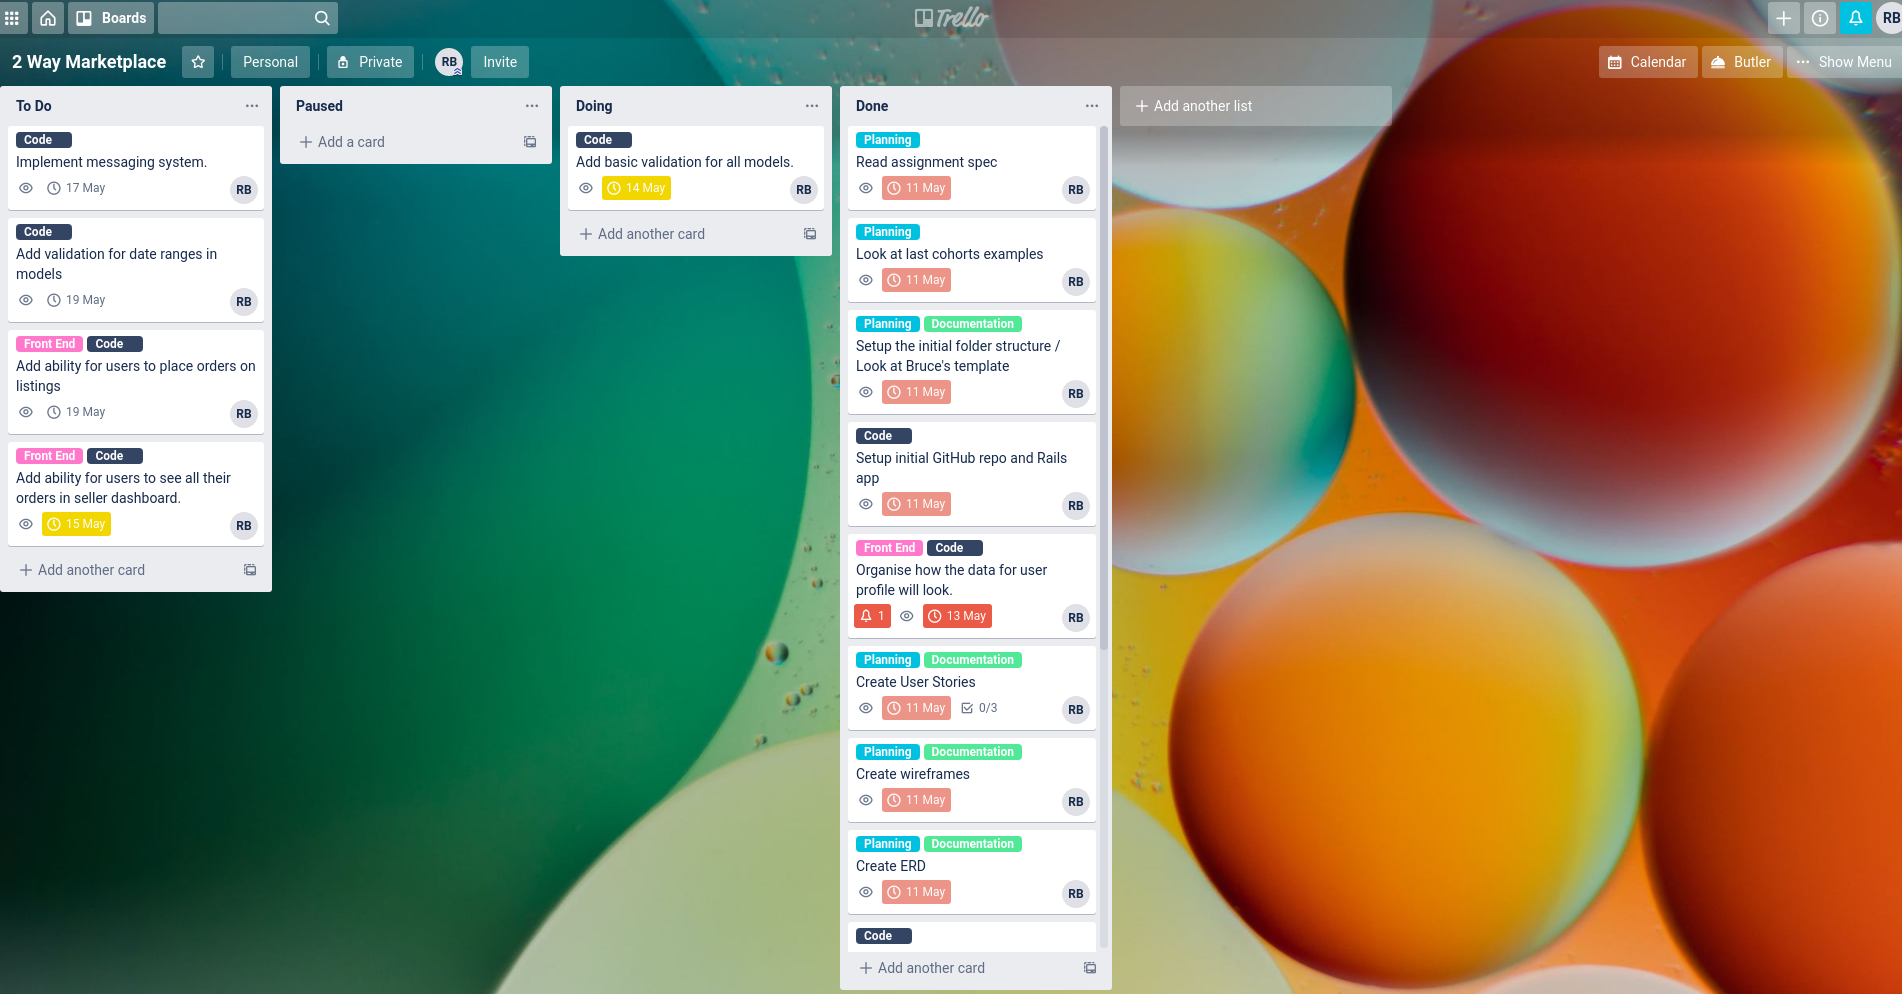 Boards
Trello
RB
2 Way Marketplace
Personal
Private
RB
Invite
Calendar
Butler
Show Menu
To Do
Code
Implement messaging system.
17 May
RB
Code
Add validation for date ranges in
models
19 May
RB
Front End Code
Add ability for users to place orders on
listings
19 May
RB
Front End Code
Add ability for users to see all their
orders in seller dashboard.
15 May
RB
Add another card
Paused
Add a card
Doing
Code
Add basic validation for all models.
14 May
RB
Add another card
Done
Planning
Read assignment spec
11 May
RB
Planning
Look at last cohorts examples
11 May
RB
Planning Documentation
Setup the initial folder structure /
Look at Bruce's template
11 May
RB
Code
Setup initial GitHub repo and Rails
app
11 May
RB
Front End Code
Organise how the data for user
profile will look.
1 13 May
RB
Planning Documentation
Create User Stories
11 May 0/3
RB
Planning Documentation
Create wireframes
11 May
RB
Planning Documentation
Create ERD
11 May
RB
Code
Add another card
Add another list